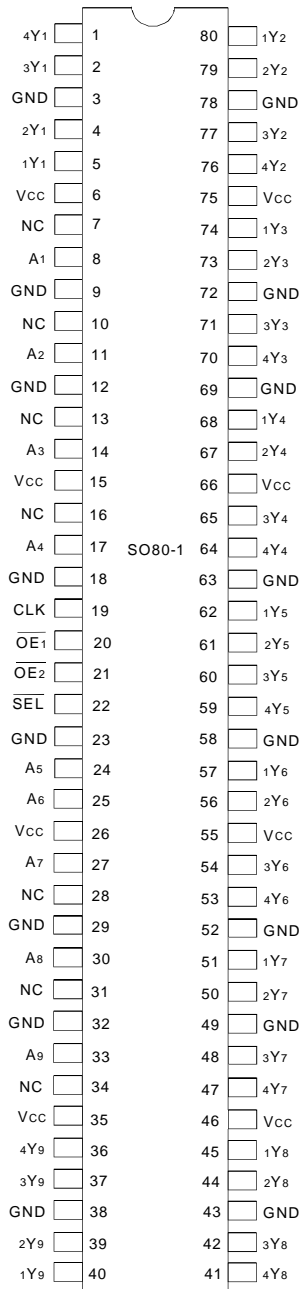 4Y1 1 80 1Y2
3Y1 2 79 2Y2
GND 3 78 GND
2Y1 4 77 3Y2
1Y1 5 76 4Y2
VCC 6 75 VCC
NC 7 74 1Y3
A1 8 73 2Y3
GND 9 72 GND
NC 10 71 3Y3
A2 11 70 4Y3
GND 12 69 GND
NC 13 68 1Y4
A3 14 67 2Y4
VCC 15 66 VCC
NC 16 65 3Y4
A4 17 SO80-1 64 4Y4
GND 18 63 GND
CLK 19 62 1Y5
OE1 20 61 2Y5
OE2 21 60 3Y5
SEL 22 59 4Y5
GND 23 58 GND
A5 24 57 1Y6
A6 25 56 2Y6
VCC 26 55 VCC
A7 27 54 3Y6
NC 28 53 4Y6
GND 29 52 GND
A8 30 51 1Y7
NC 31 50 2Y7
GND 32 49 GND
A9 33 48 3Y7
NC 34 47 4Y7
VCC 35 46 VCC
4Y9 36 45 1Y8
3Y9 37 44 2Y8
GND 38 43 GND
2Y9 39 42 3Y8
1Y9 40 41 4Y8